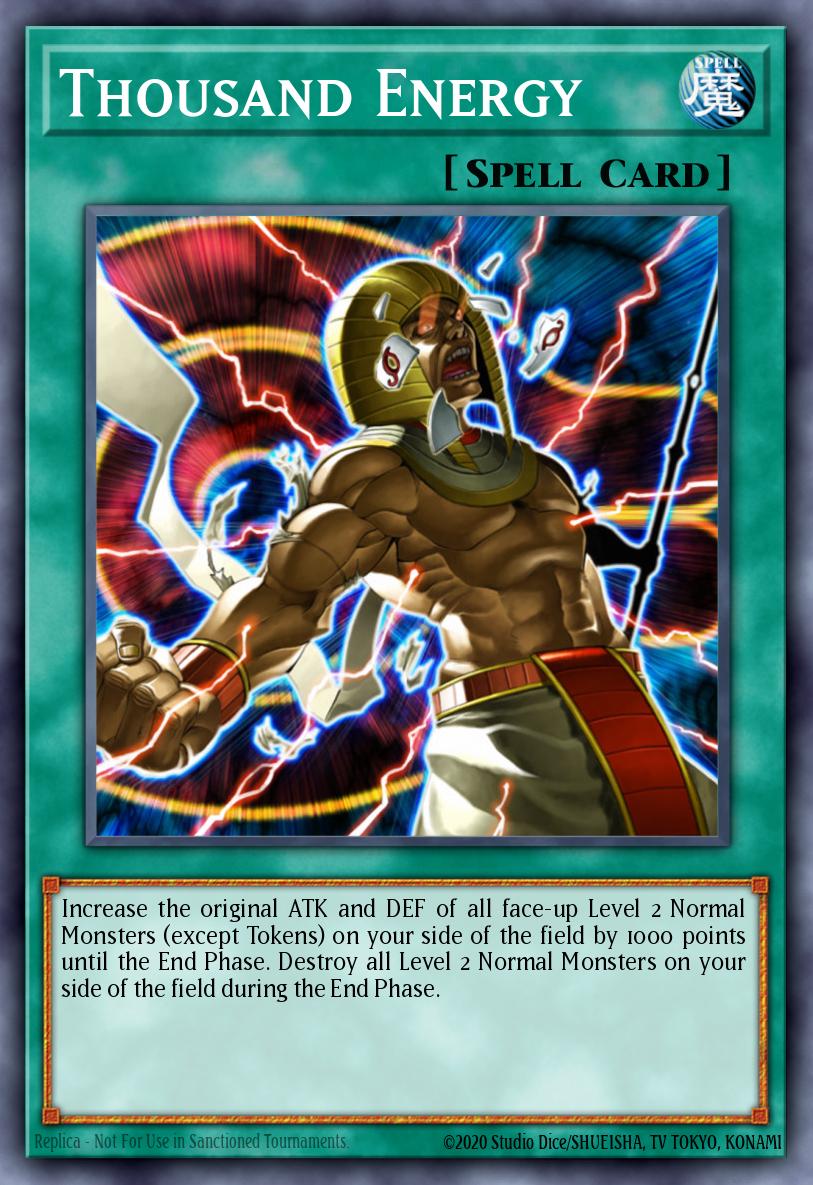 Thousand Energy
SPELL
魔
[Spell Card]
Increase the original ATK and DEF of all face-up Level 2 Normal
Monsters (except Tokens) on your side of the field by 1000 points
until the End Phase. Destroy all Level 2 Normal Monsters on your
side of the field during the End Phase.
Replica - Not For Use in Sanctioned Tournaments.
©2020 Studio Dice/SHUEISHA, TV TOKYO, KONAMI